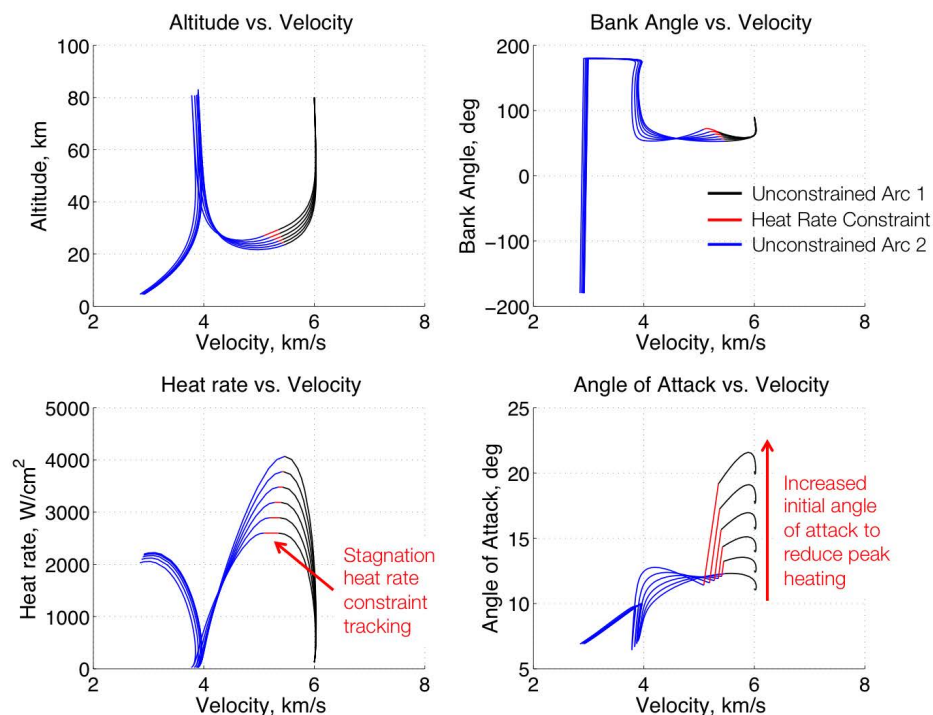 Altitude vs. Velocity
100
80
60
40
20
0
Altitude, km
2
4
6
8
Velocity, km/s
Bank Angle vs. Velocity
200
100
0
−100
−200
Bank Angle, deg
Unconstrained Arc 1
Heat Rate Constraint
Unconstrained Arc 2
2
4
6
8
Velocity, km/s
Heat rate vs. Velocity
5000
4000
3000
2000
1000
0
Heat rate, W/cm²
Stagnation
heat rate
constraint
tracking
2
4
6
8
Velocity, km/s
Angle of Attack vs. Velocity
25
20
15
10
5
Angle of Attack, deg
Increased
initial angle
of attack to
reduce peak
heating
2
4
6
8
Velocity, km/s